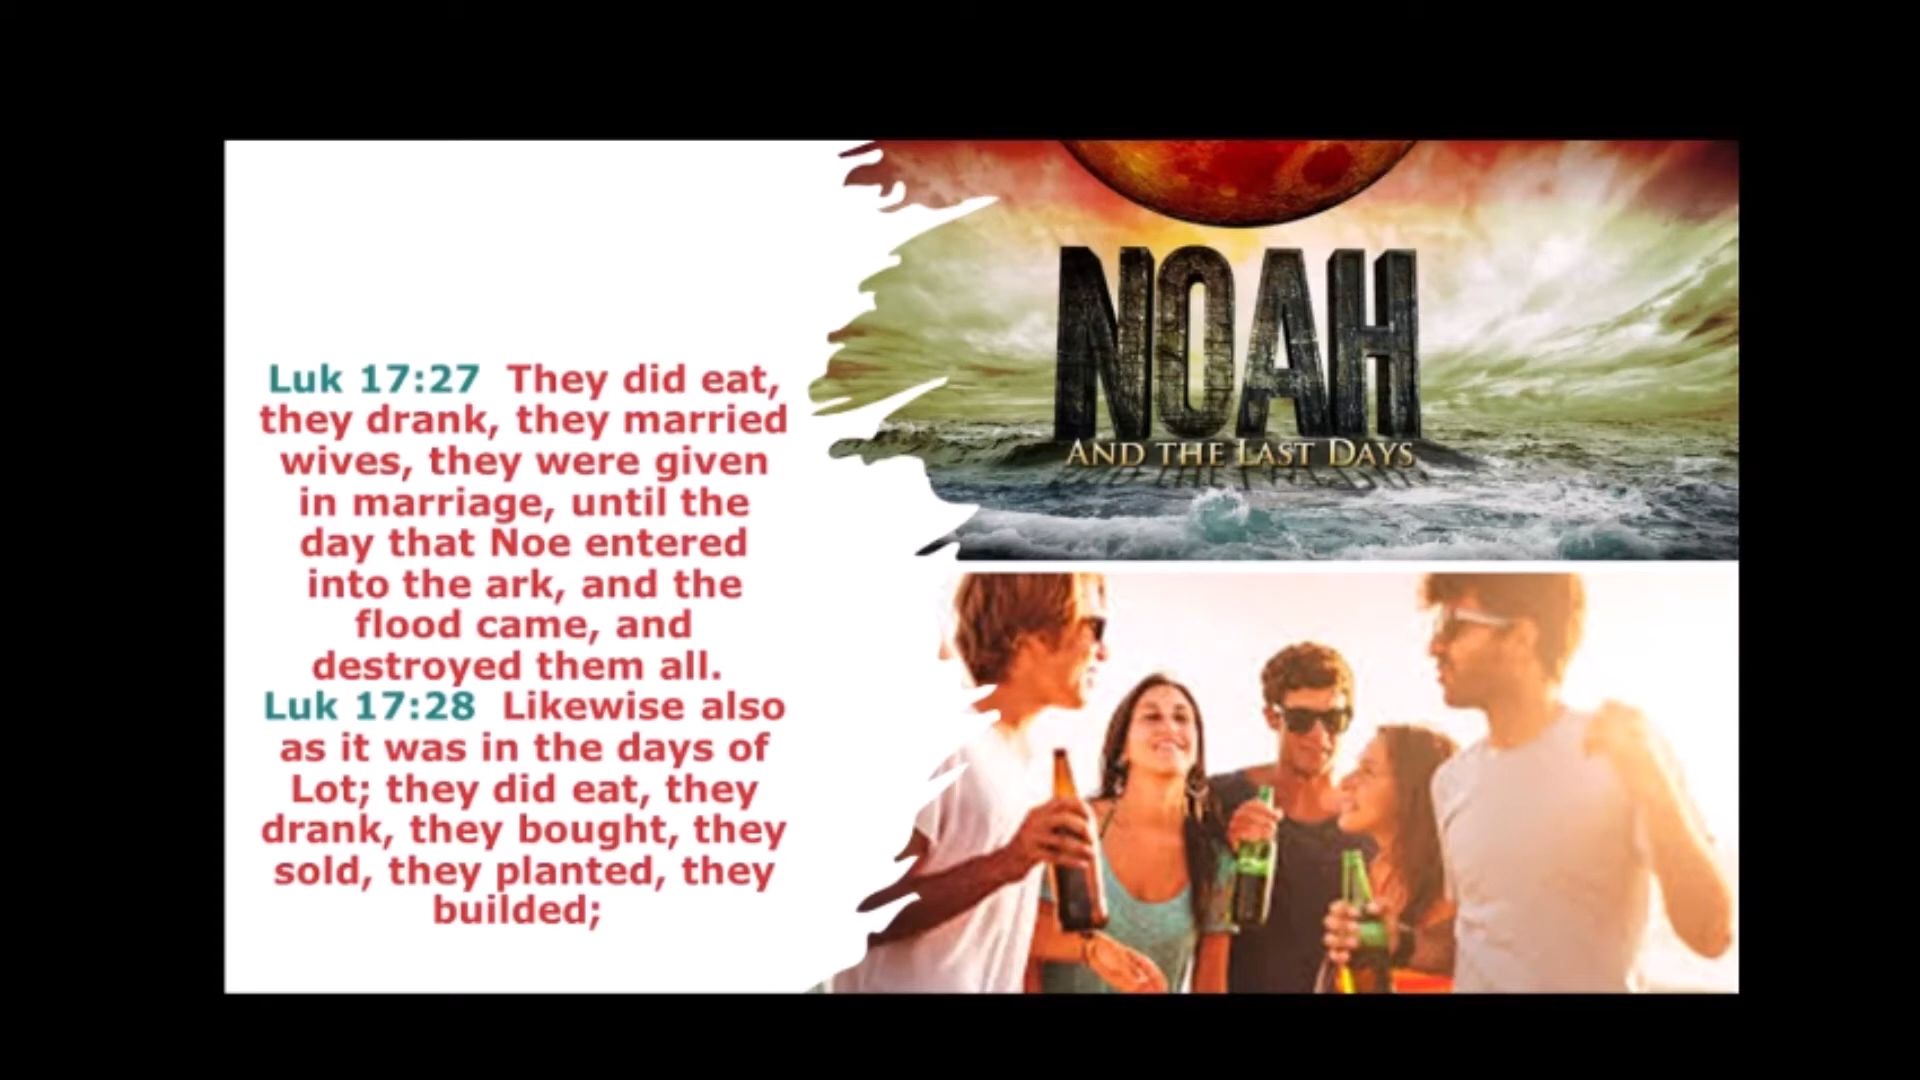 Luk 17:27 They did eat,
they drank, they married
wives, they were given
in marriage, until the
day that Noe entered
into the ark, and the
flood came, and
destroyed them all.
Luk 17:28 Likewise also
as it was in the days of
Lot; they did eat, they
drank, they bought, they
sold, they planted, they
builded;
NOAH
AND THE LAST DAYS